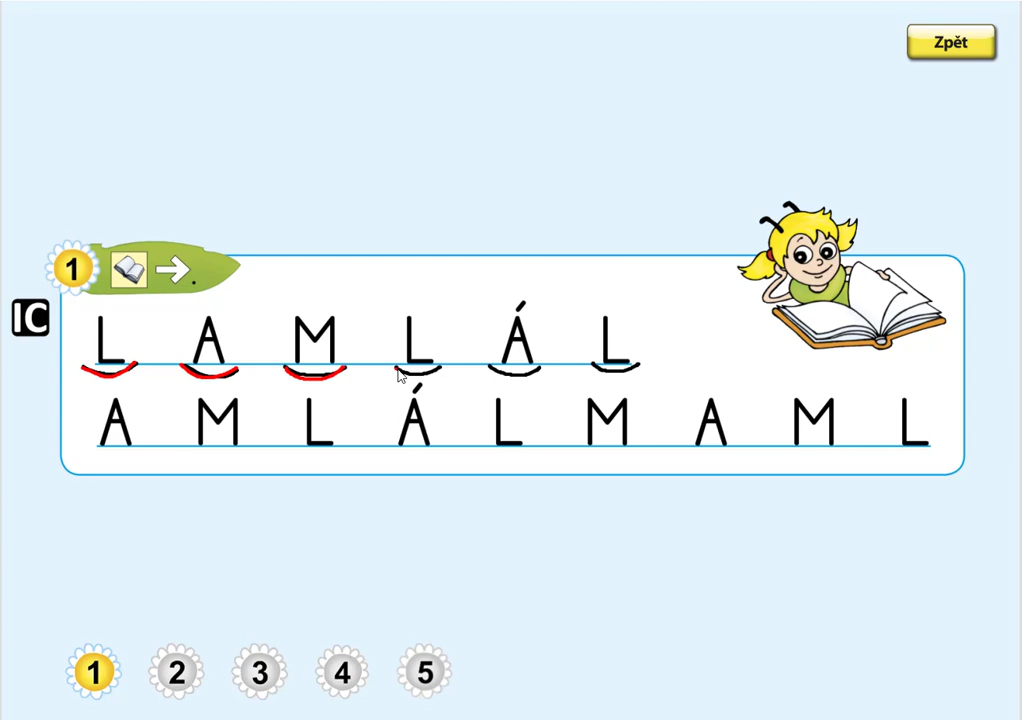 Zpět
1
IC
L A M L Á L
A M L Á L M A M L
1 2 3 4 5